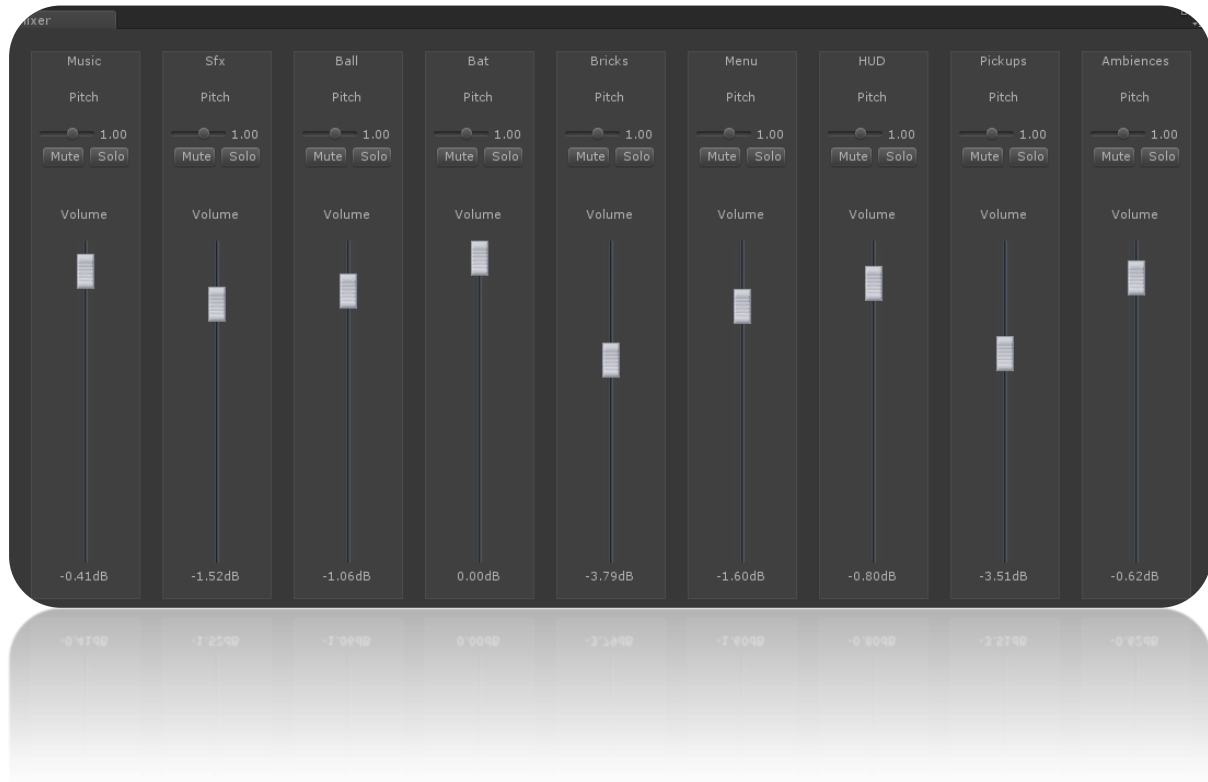 Music Sfx Ball Bat Bricks Menu HUD Pickups Ambiences
Pitch Pitch Pitch Pitch Pitch Pitch Pitch Pitch Pitch
1.00 1.00 1.00 1.00 1.00 1.00 1.00 1.00 1.00
Mute Solo Mute Solo Mute Solo Mute Solo Mute Solo Mute Solo Mute Solo Mute Solo Mute Solo
Volume Volume Volume Volume Volume Volume Volume Volume Volume
-0.41dB -1.52dB -1.06dB 0.00dB -3.79dB -1.60dB -0.80dB -3.51dB -0.62dB